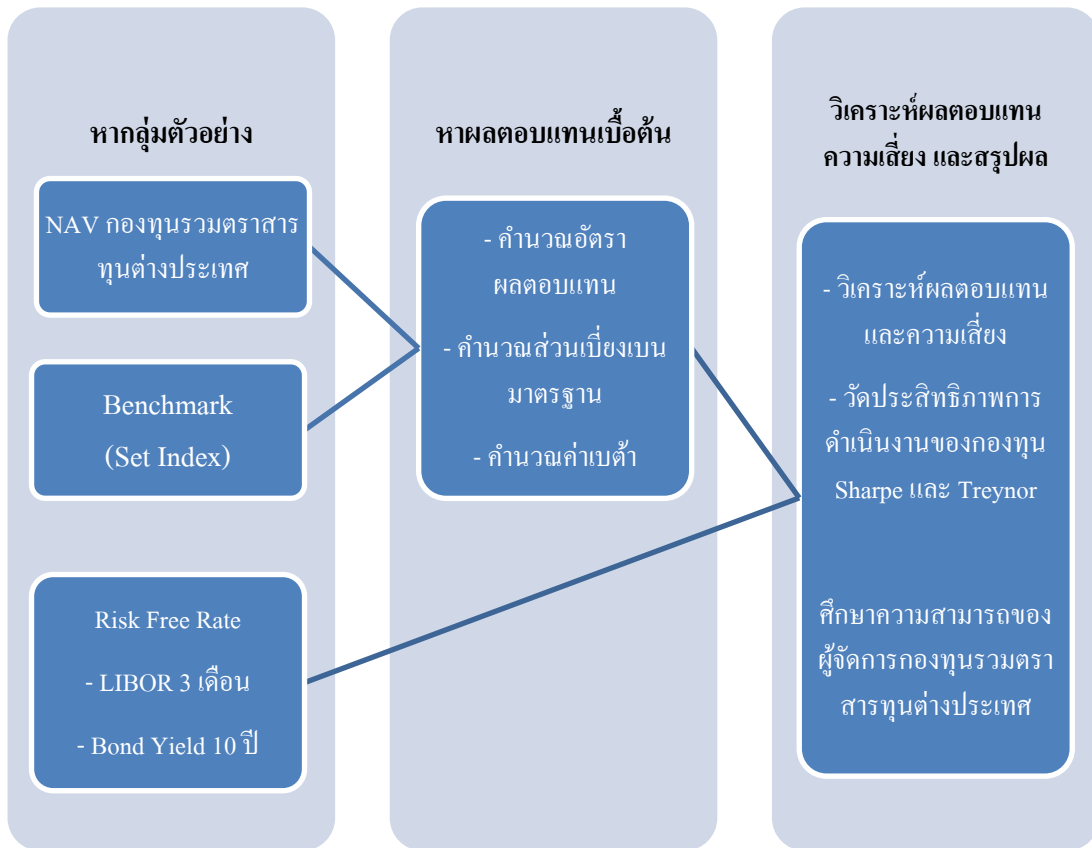 หากลุ่มตัวอย่าง
NAV กองทุนรวมตราสาร
ทุนต่างประเทศ
Benchmark
(Set Index)
Risk Free Rate
- LIBOR 3 เดือน
- Bond Yield 10 ปี
หาผลตอบแทนเบื้อต้น
- คำนวณอัตรา
ผลตอบแทน
- คำนวณส่วนเบี่ยงเบน
มาตรฐาน
- คำนวณค่าเบต้า
วิเคราะห์ผลตอบแทน
ความเสี่ยง และสรุปผล
- วิเคราะห์ผลตอบแทน
และความเสี่ยง
- วัดประสิทธิภาพการ
ดำเนินงานของกองทุน
Sharpe และ Treynor
ศึกษาความสามารถของ
ผู้จัดการกองทุนรวมตรา
สารทุนต่างประเทศ